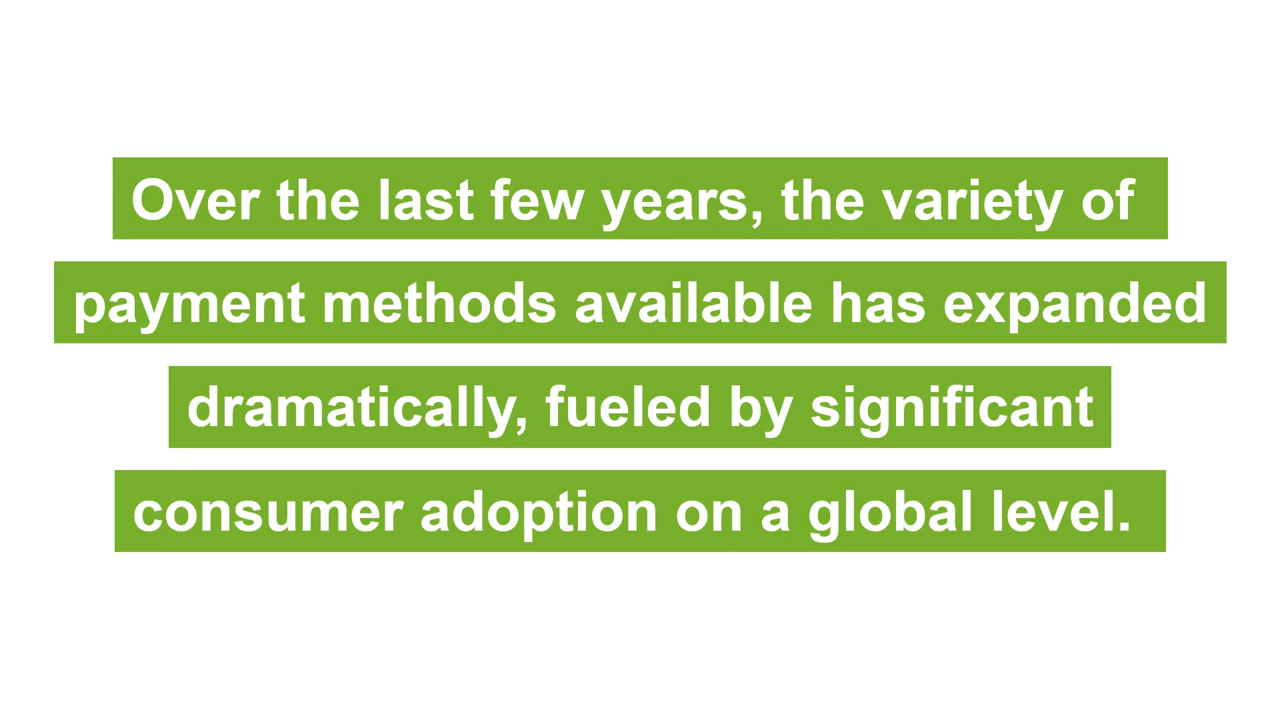 Over the last few years, the variety of
payment methods available has expanded
dramatically, fueled by significant
consumer adoption on a global level.